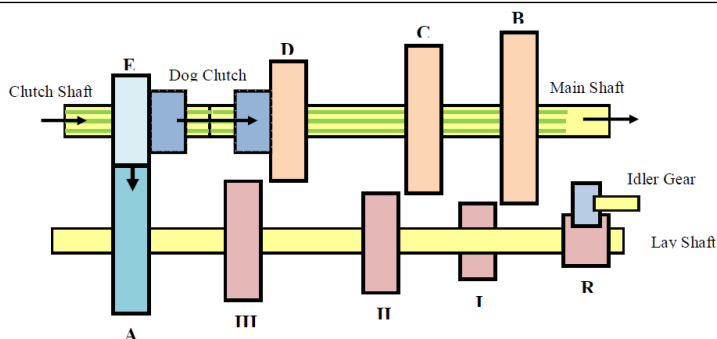 B
C
D
E
Dog Clutch
Clutch Shaft
Main Shaft
Idler Gear
Lay Shaft
III
II
I
R
A